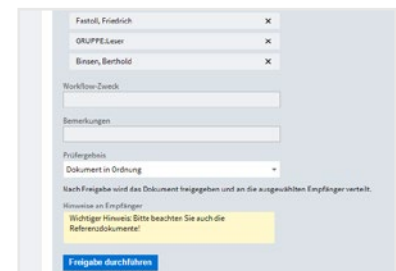 Fastoll, Friedrich ×
GRUPPE.Leser ×
Binsen, Berthold ×
Workflow-Zweck
Bemerkungen
Prüfergebnis
Dokument in Ordnung
Nach Freigabe wird das Dokument freigegeben und an die ausgewählten Empfänger verteilt.
Hinweise an Empfänger
Wichtiger Hinweis: Bitte beachten Sie auch die
Referenzdokumente!
Freigabe durchführen